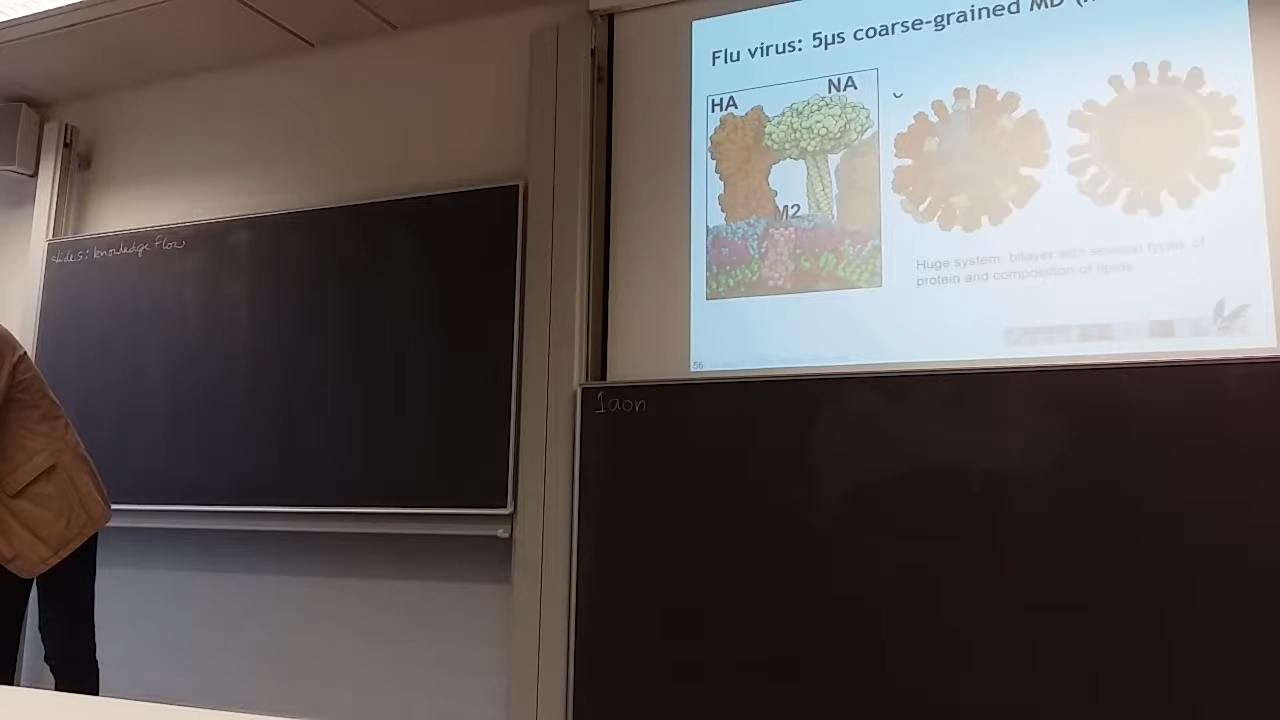 Flu virus: 5µs coarse-grained MD
HA
NA
M2
Huge system: bilayer with several types of
protein and composition of lipids
56
slides: knowledge flow
1aon